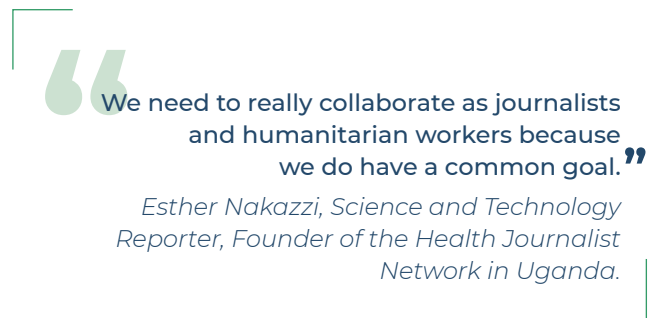 “We need to really collaborate as journalists
and humanitarian workers because
we do have a common goal.”
Esther Nakazzi, Science and Technology
Reporter, Founder of the Health Journalist
Network in Uganda.